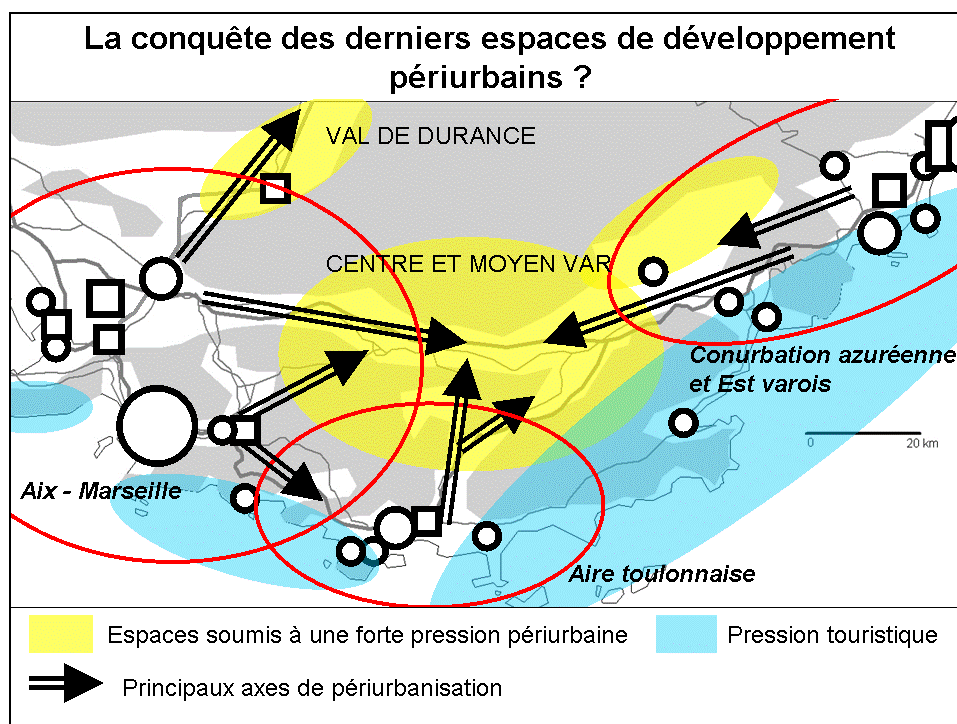 La conquête des derniers espaces de développement
périurbains ?
VAL DE DURANCE
CENTRE ET MOYEN VAR
Conurbation azuréenne
et Est varois
0 20 km
Aix - Marseille
Aire toulonnaise
Espaces soumis à une forte pression périurbaine
Pression touristique
Principaux axes de périurbanisation